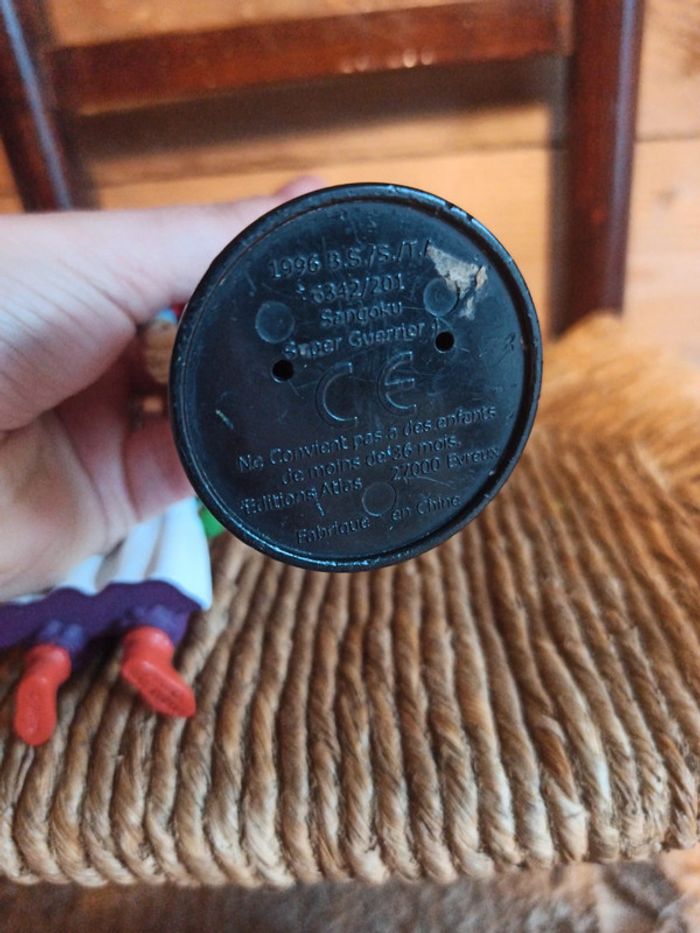 1996 B.S./S./T.A
6342/201
Sangoku
Super Guerrier 1
CE
Ne Convient pas à des enfants
de moins de 36 mois.
Editions Atlas 27000 Evreux
Fabriqué en Chine